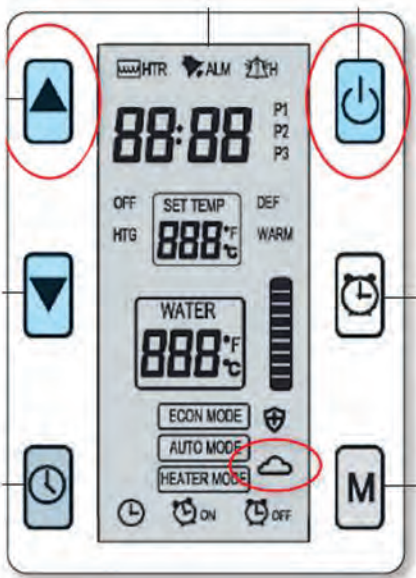 HTR ALM H
88:88 P1
P2
P3
OFF SET TEMP DEF
HTG 888 °F °C WARM
WATER
888 °F °C
ECON MODE
AUTO MODE
HEATER MODE
ON OFF
M